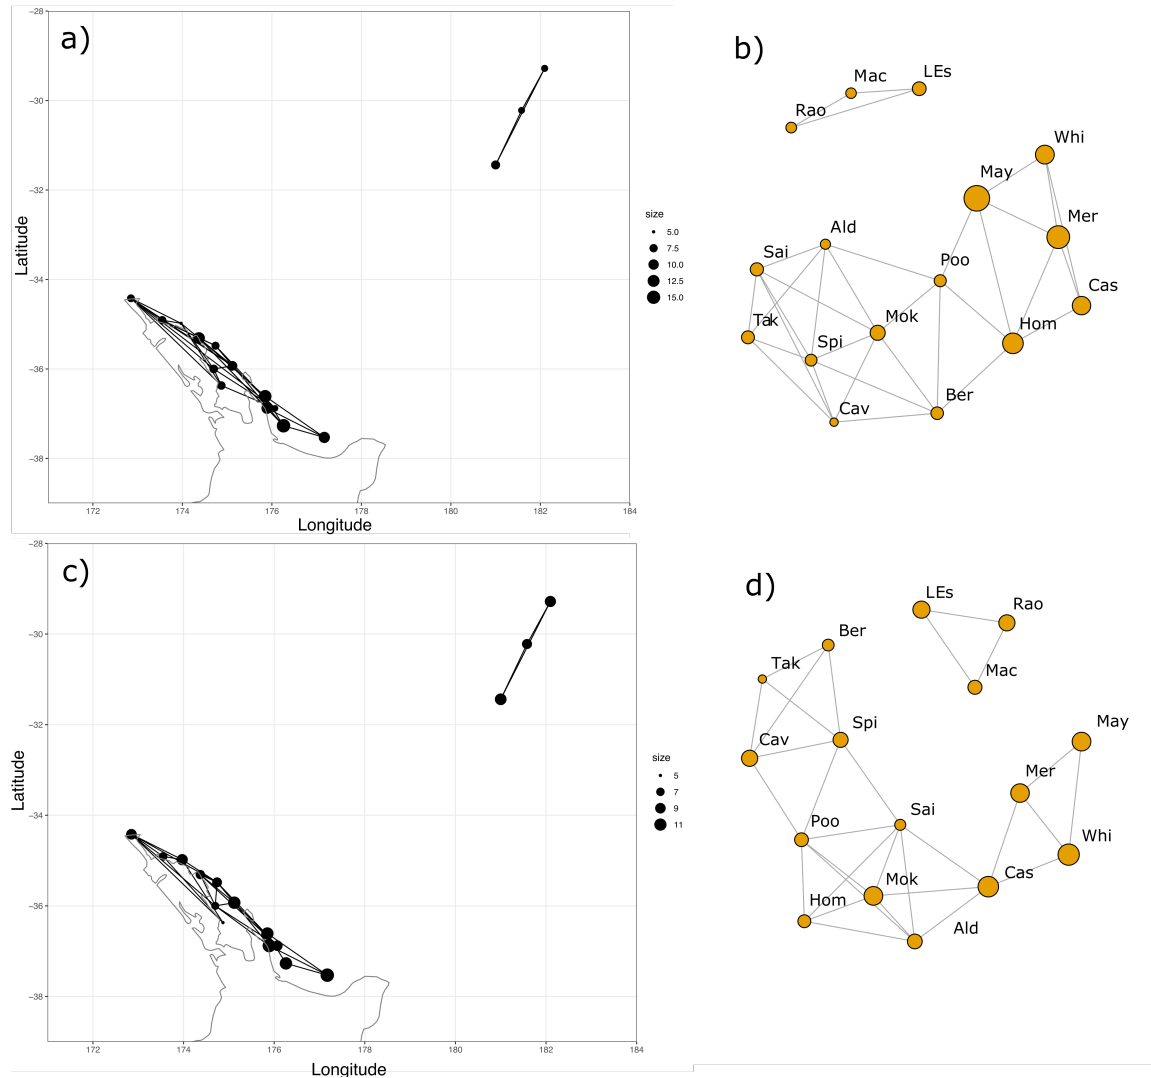 a)
−28
−30
−32
−34
−36
−38
172
174
176
178
180
182
184
Latitude
Longitude
size
5.0
7.5
10.0
12.5
15.0
b)
Mac
LEs
Rao
Whi
May
Mer
Ald
Sai
Poo
Cas
Tak
Mok
Hom
Spi
Ber
Cav
c)
−28
−30
−32
−34
−36
−38
172
174
176
178
180
182
184
Latitude
Longitude
size
5
7
9
11
d)
LEs
Rao
Ber
Tak
Mac
Spi
May
Cav
Mer
Sai
Poo
Whi
Cas
Mok
Hom
Ald